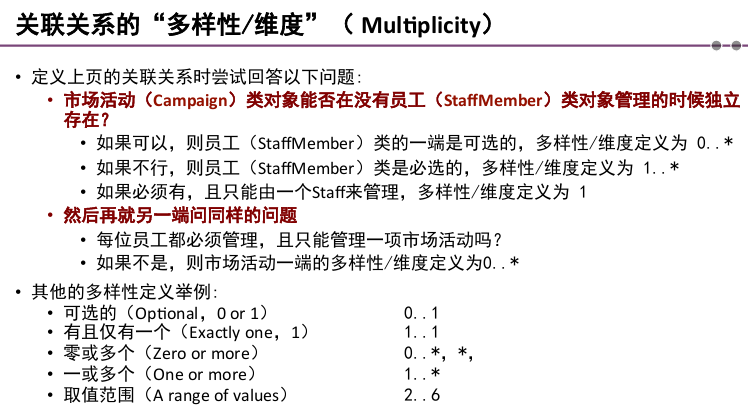 关联关系的“多样性/维度”（ Multiplicity）
• 定义上页的关联关系时尝试回答以下问题:
• 市场活动（Campaign）类对象能否在没有员工（StaffMember）类对象管理的时候独立
存在？
• 如果可以，则员工（StaffMember）类的一端是可选的，多样性/维度定义为 0..*
• 如果不行，则员工（StaffMember）类是必选的，多样性/维度定义为 1..*
• 如果必须有，且只能由一个Staff来管理，多样性/维度定义为 1
• 然后再就另一端问同样的问题
• 每位员工都必须管理，且只能管理一项市场活动吗？
• 如果不是，则市场活动一端的多样性/维度定义为0..*
• 其他的多样性定义举例:
• 可选的（Optional，0 or 1） 0..1
• 有且仅有一个（Exactly one，1） 1..1
• 零或多个（Zero or more） 0..*，*，
• 一或多个（One or more） 1..*
• 取值范围（A range of values） 2..6